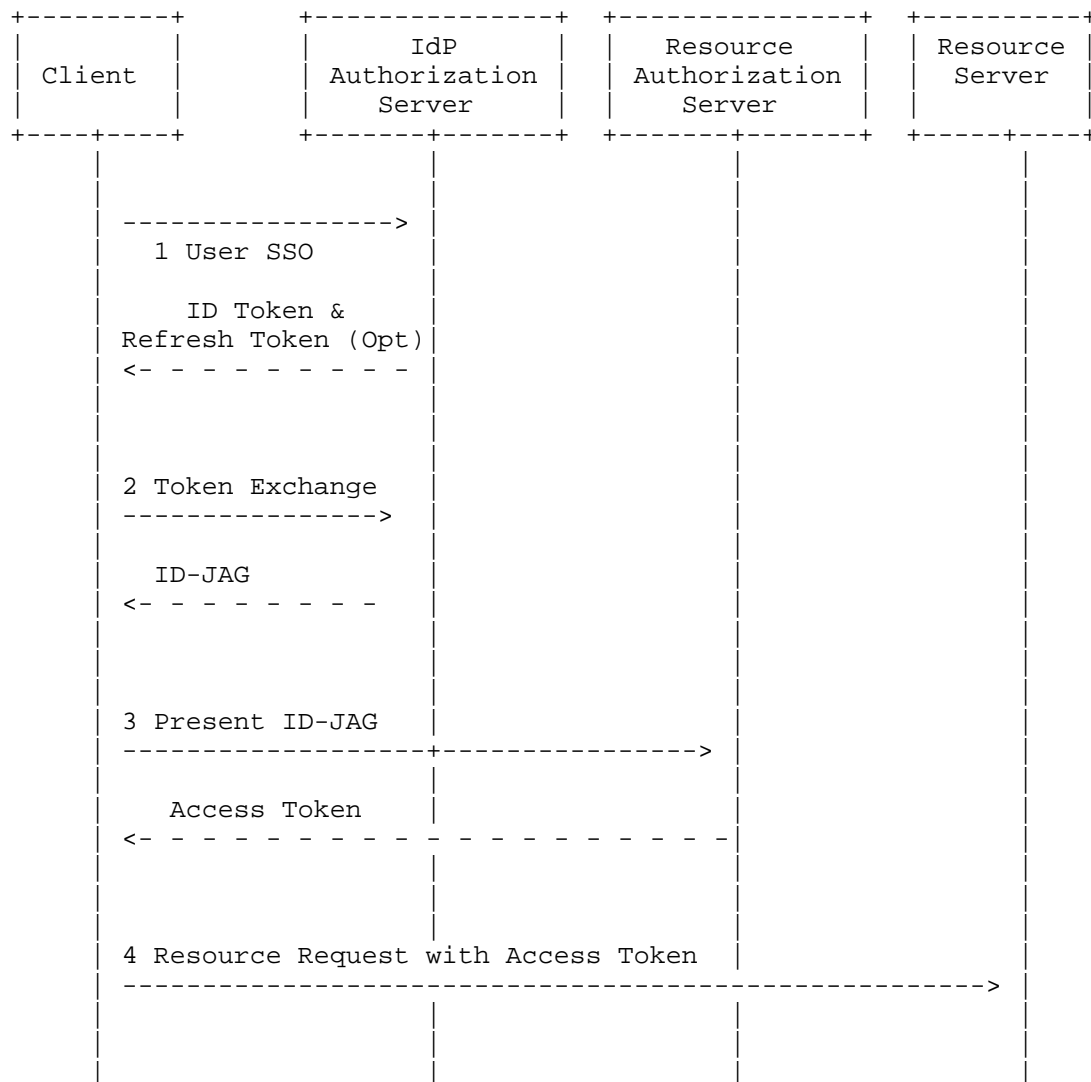 Client
IdP
Authorization
Server
Resource
Authorization
Server
Resource
Server
1 User SSO
ID Token &
Refresh Token (Opt)
2 Token Exchange
ID-JAG
3 Present ID-JAG
Access Token
4 Resource Request with Access Token